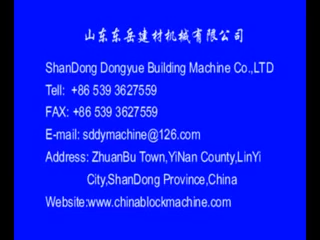 山东东岳建材机械有限公司
ShanDong Dongyue Building Machine Co.,LTD
Tell: +86 539 3627559
FAX: +86 539 3627559
E-mail: sddymachine@126.com
Address: ZhuanBu Town,YiNan County,LinYi
City,ShanDong Province,China
Website:www.chinablockmachine.com